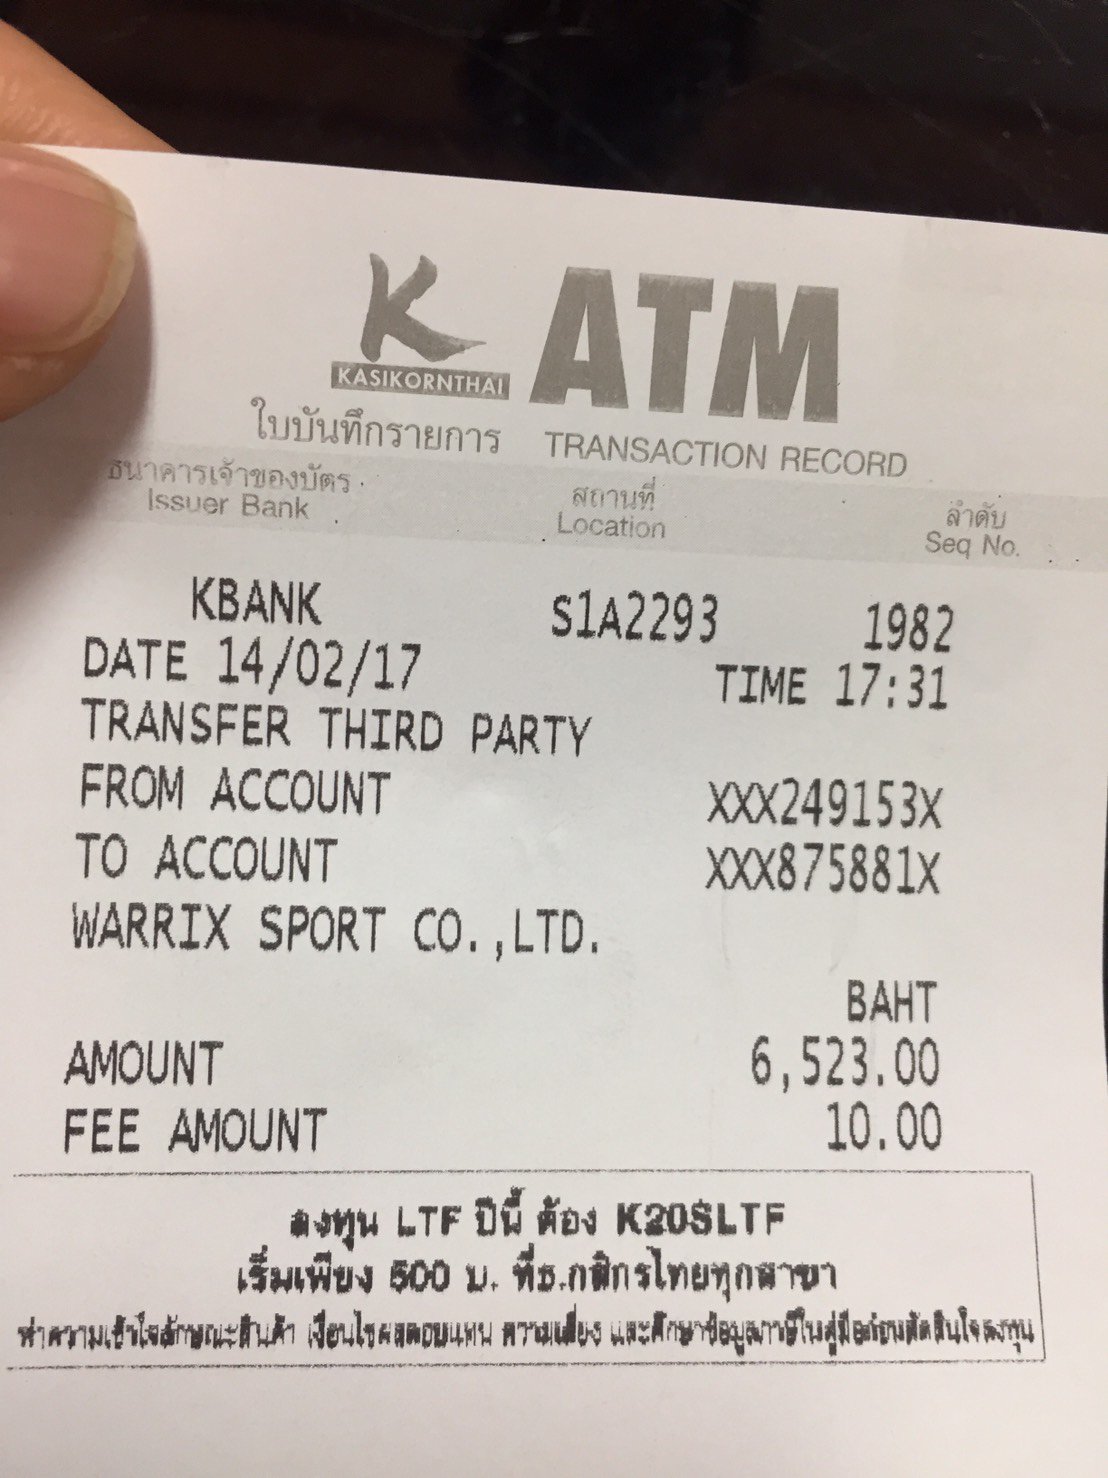 K ATM
KASIKORNTHAI
ใบบันทึกรายการ TRANSACTION RECORD
ธนาคารเจ้าของบัตร สถานที่ ลำดับ
Issuer Bank Location Seq No.
KBANK S1A2293 1982
DATE 14/02/17 TIME 17:31
TRANSFER THIRD PARTY
FROM ACCOUNT XXX249153X
TO ACCOUNT XXX875881X
WARRIX SPORT CO.,LTD.
BAHT
AMOUNT 6,523.00
FEE AMOUNT 10.00
ลงทุน LTF ปีนี้ ต้อง K20SLTF
เริ่มเพียง 500 บ. ที่ธ.กสิกรไทยทุกสาขา
ทำความเข้าใจลักษณะสินค้า เงื่อนไขผลตอบแทน ความเสี่ยง และศึกษาข้อมูลภาษีในคู่มือก่อนตัดสินใจลงทุน